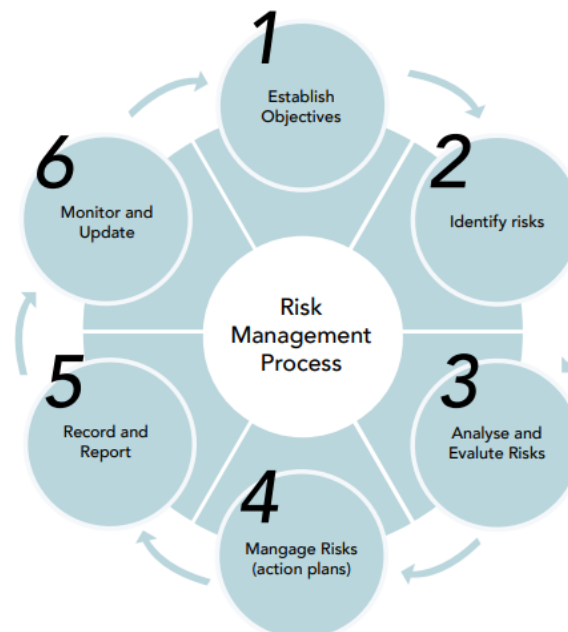 1
Establish
Objectives
2
Identify risks
3
Analyse and
Evalute Risks
4
Mangage Risks
(action plans)
5
Record and
Report
6
Monitor and
Update
Risk
Management
Process